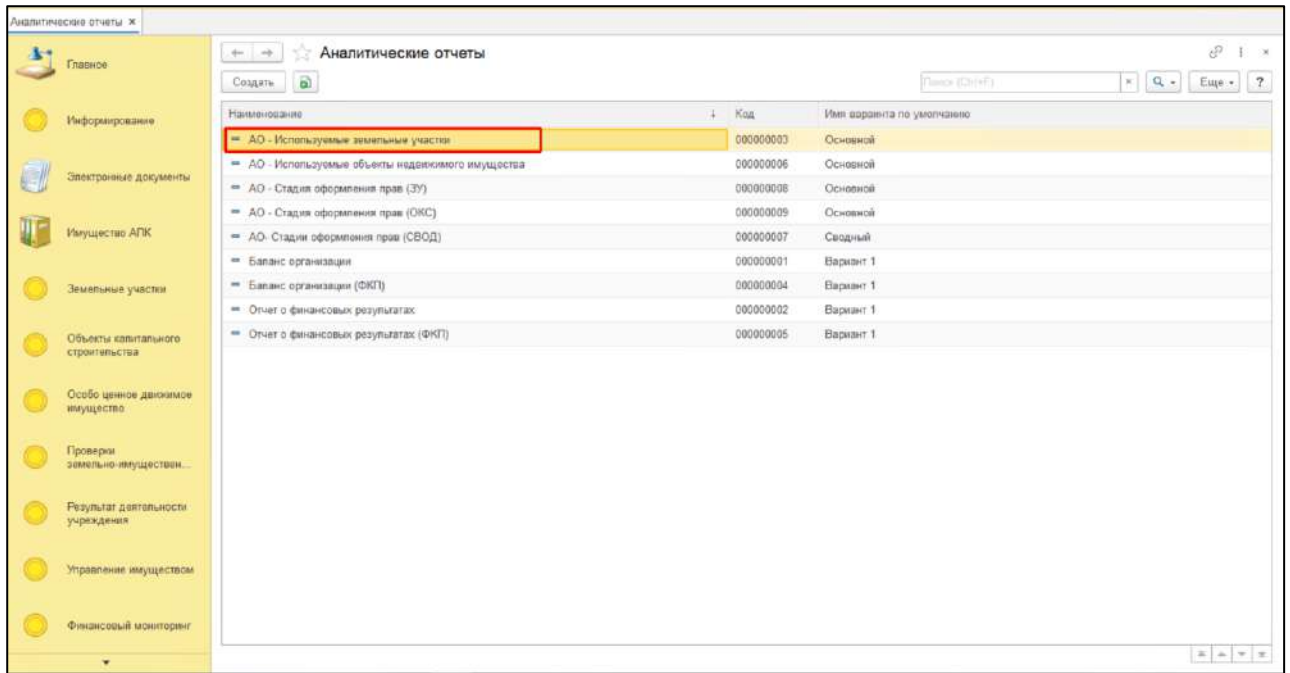 Аналитические отчеты ×
Главное
Информирование
Электронные документы
Имущество АПК
Земельные участки
Объекты капитального
строительства
Особо ценное движимое
имущество
Проверки
земельно-имуществен...
Результат деятельности
учреждения
Управление имуществом
Финансовый мониторинг
Аналитические отчеты
Создать
Поиск (Ctrl+F)
×
Еще
?
Наименование ↓ Код Имя варианта по умолчанию
АО - Используемые земельные участки 000000003 Основной
АО - Используемые объекты недвижимого имущества 000000006 Основной
АО - Стадия оформления прав (ЗУ) 000000008 Основной
АО - Стадия оформления прав (ОКС) 000000009 Основной
АО- Стадии оформления прав (СВОД) 000000007 Сводный
Баланс организации 000000001 Вариант 1
Баланс организации (ФКП) 000000004 Вариант 1
Отчет о финансовых результатах 000000002 Вариант 1
Отчет о финансовых результатах (ФКП) 000000005 Вариант 1